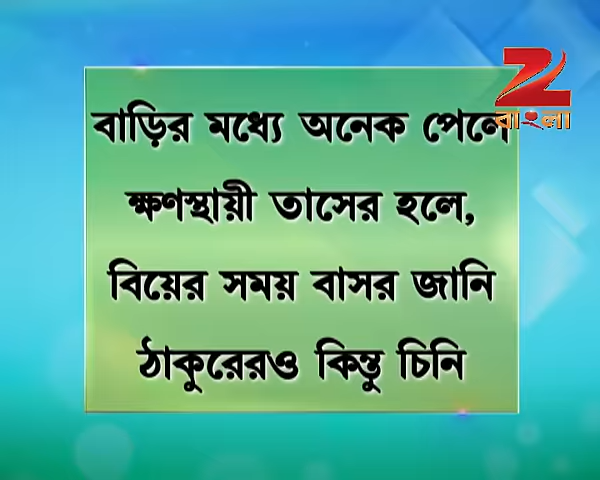 বাড়ির মধ্যে অনেক পেলে
ক্ষণস্থায়ী তাসের হলে,
বিয়ের সময় বাসর জানি
ঠাকুরেরও কিন্তু চিনি
Z
বাংলা